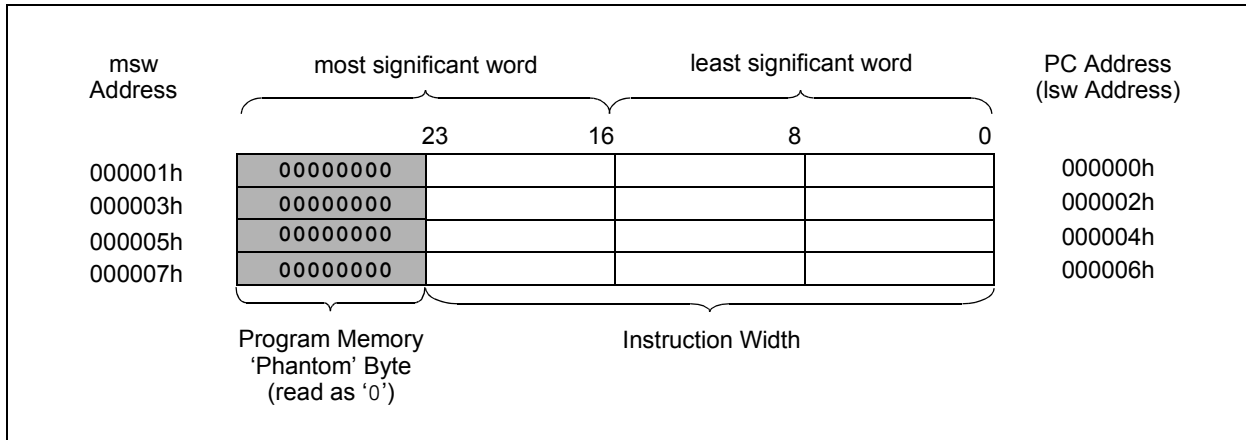 msw
Address
most significant word
least significant word
PC Address
(lsw Address)
23 16 8 0
000001h 00000000 000000h
000003h 00000000 000002h
000005h 00000000 000004h
000007h 00000000 000006h
Program Memory
‘Phantom’ Byte
(read as ‘0’)
Instruction Width